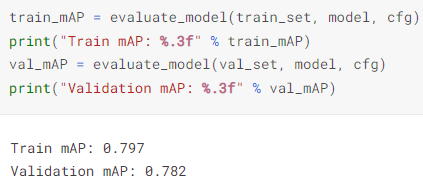 train_mAP = evaluate_model(train_set, model, cfg)
print("Train mAP: %.3f" % train_mAP)
val_mAP = evaluate_model(val_set, model, cfg)
print("Validation mAP: %.3f" % val_mAP)
Train mAP: 0.797
Validation mAP: 0.782